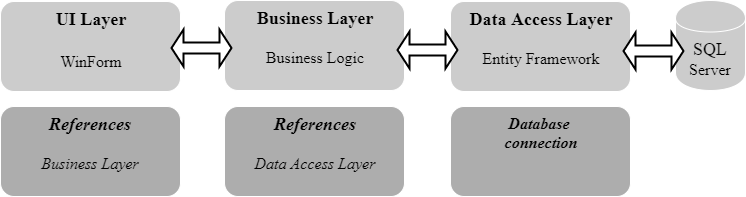 UI Layer
WinForm
Business Layer
Business Logic
Data Access Layer
Entity Framework
SQL
Server
References
Business Layer
References
Data Access Layer
Database
connection